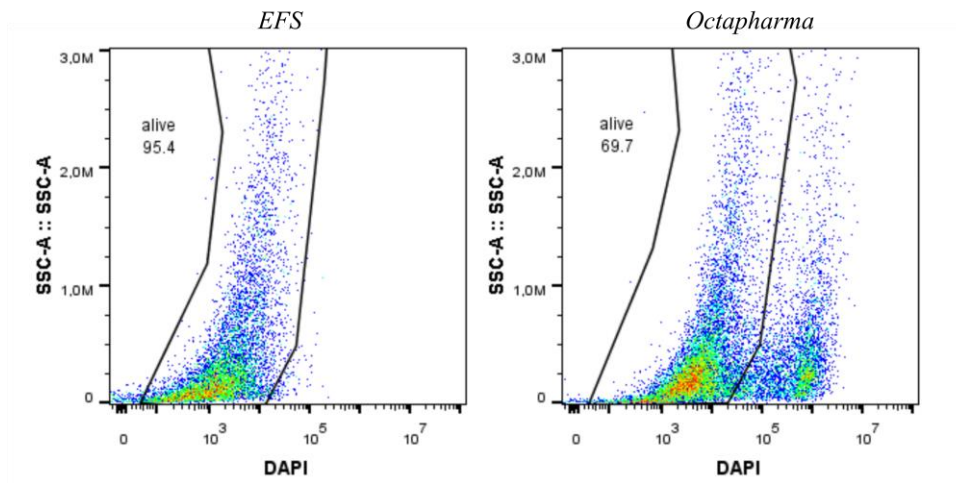 EFS
3,0M
alive
95.4
2,0M
1,0M
0
SSC-A :: SSC-A
0
10^3
10^5
10^7
DAPI
Octapharma
3,0M
alive
69.7
2,0M
1,0M
0
SSC-A :: SSC-A
0
10^3
10^5
10^7
DAPI